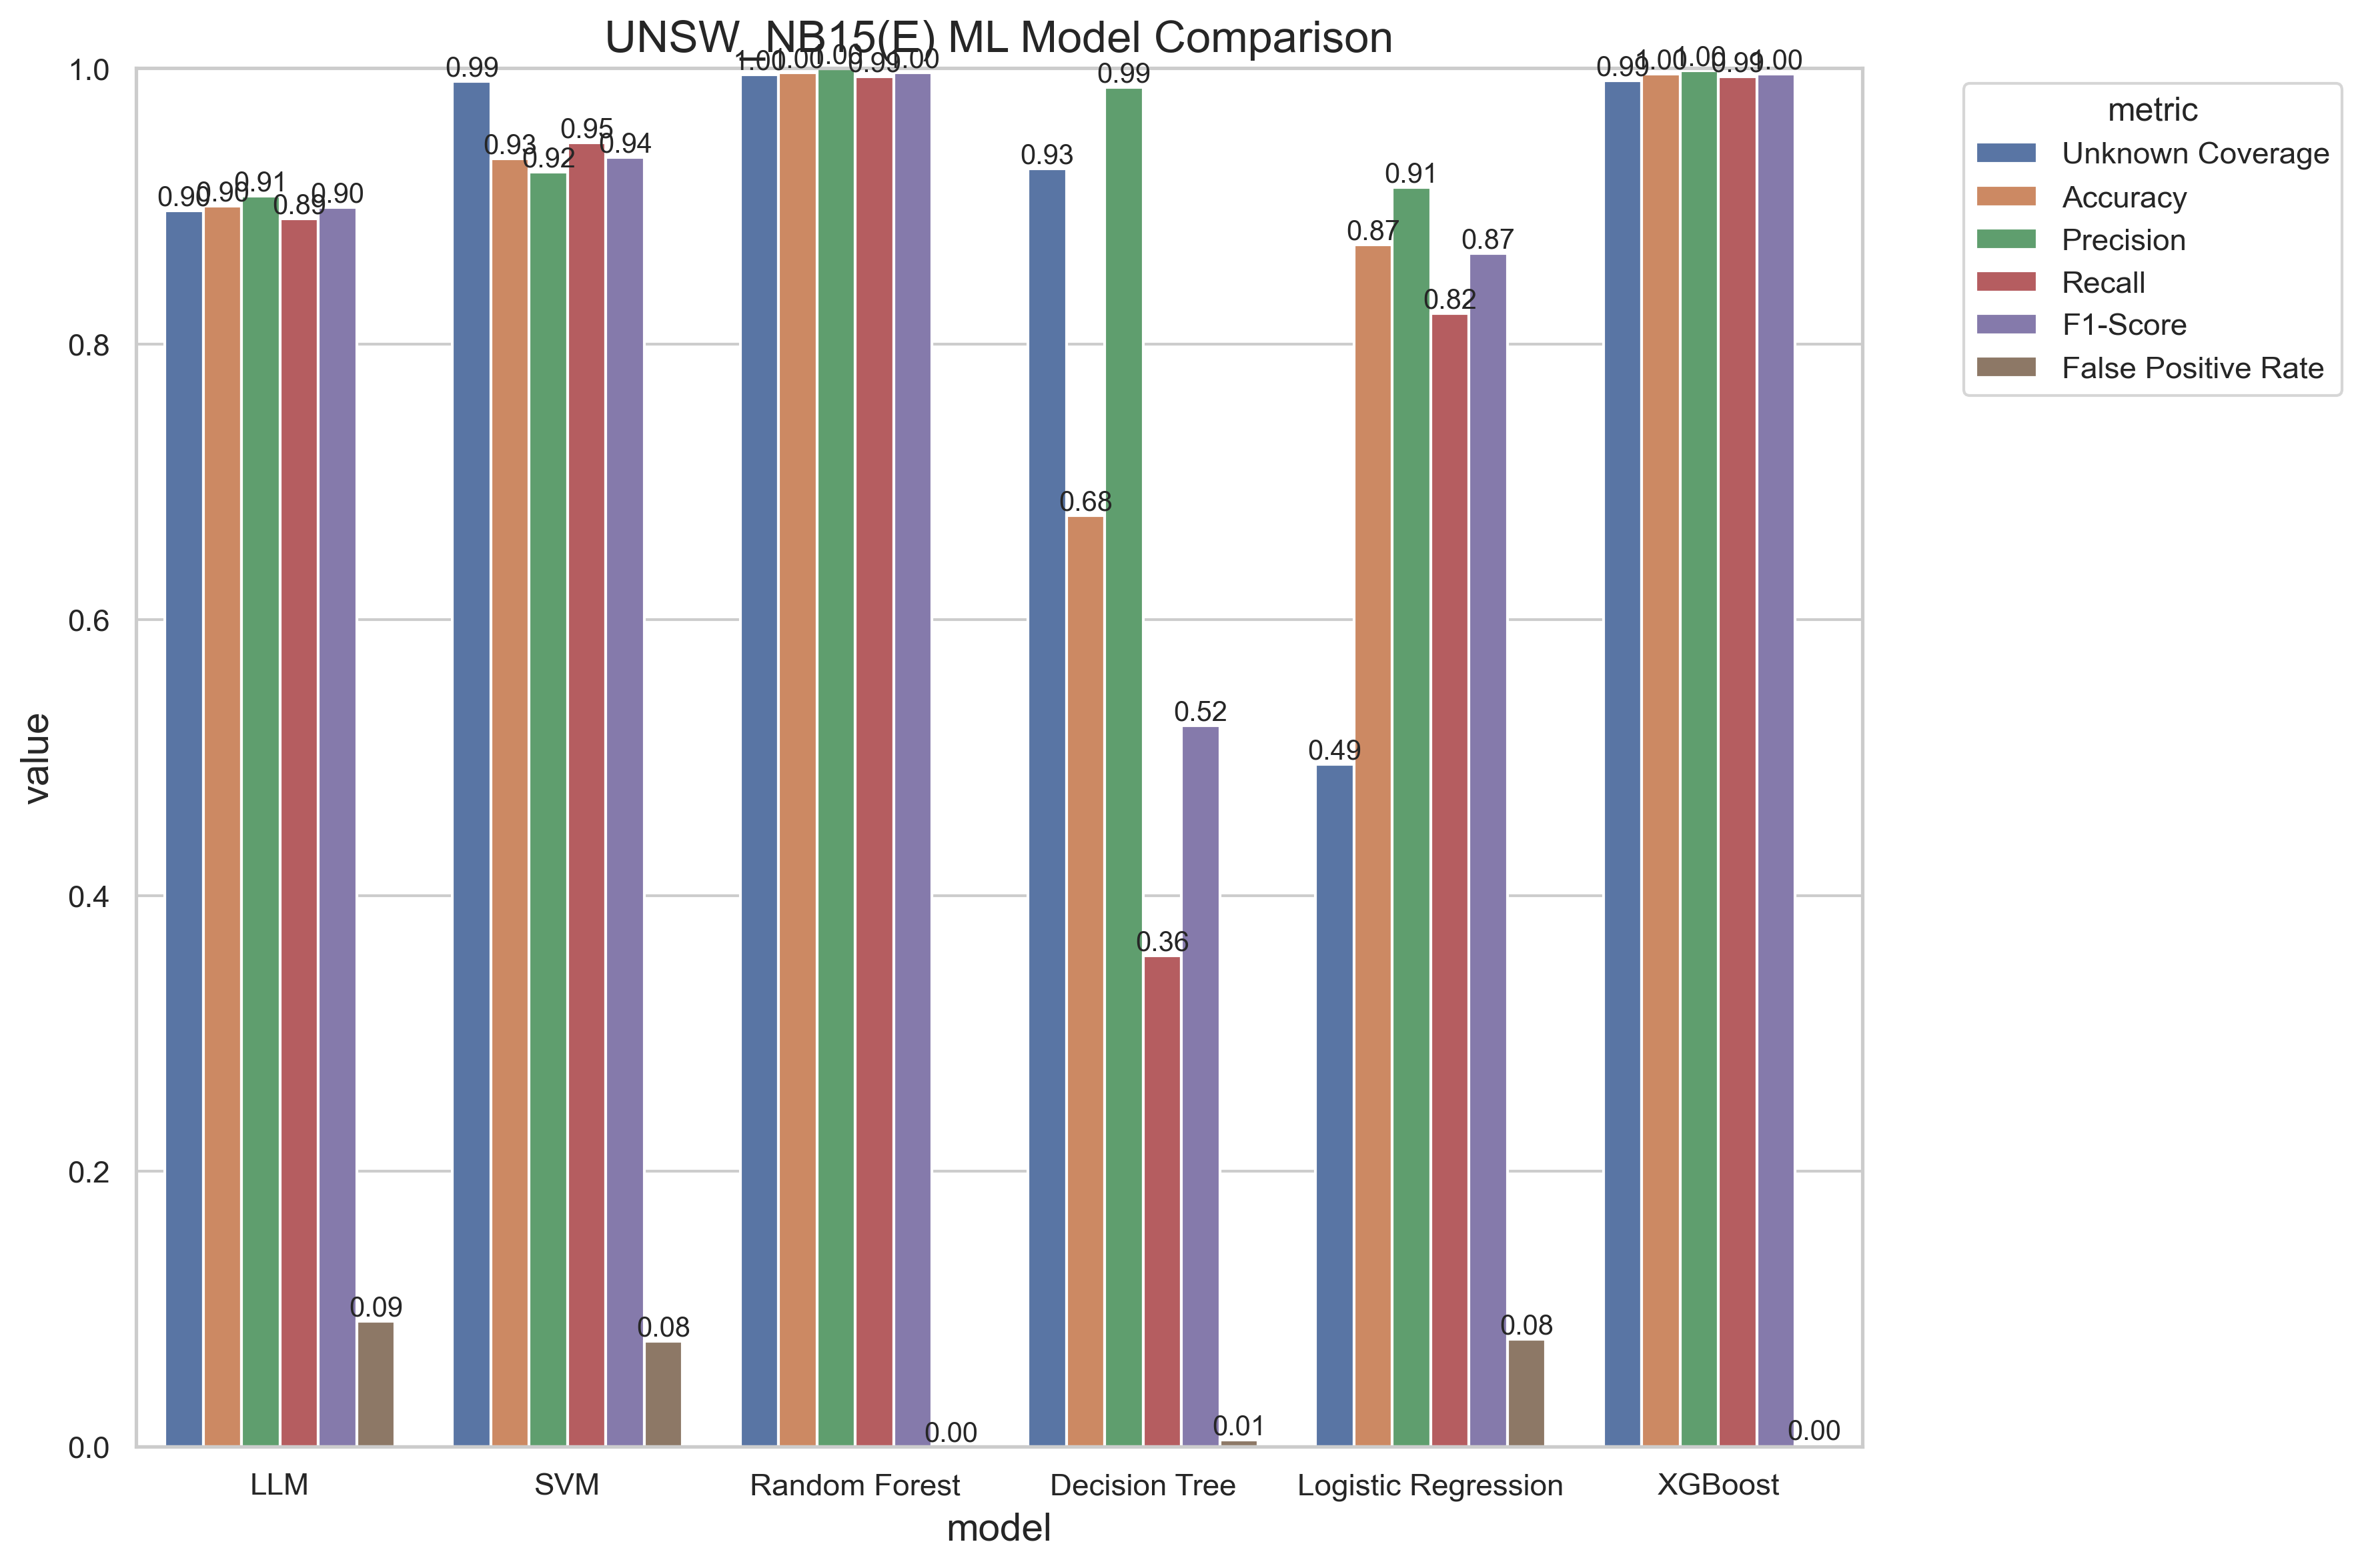 UNSW_NB15(E) ML Model Comparison
value
1.0
0.8
0.6
0.4
0.2
0.0
0.90 0.90 0.91 0.89 0.90 0.09
0.99 0.93 0.92 0.95 0.94 0.08
1.00 1.00 1.00 0.99 1.00 0.00
0.93 0.68 0.99 0.36 0.52 0.01
0.49 0.87 0.91 0.82 0.87 0.08
0.99 1.00 1.00 0.99 1.00 0.00
LLM SVM Random Forest Decision Tree Logistic Regression XGBoost
model
metric
Unknown Coverage
Accuracy
Precision
Recall
F1-Score
False Positive Rate